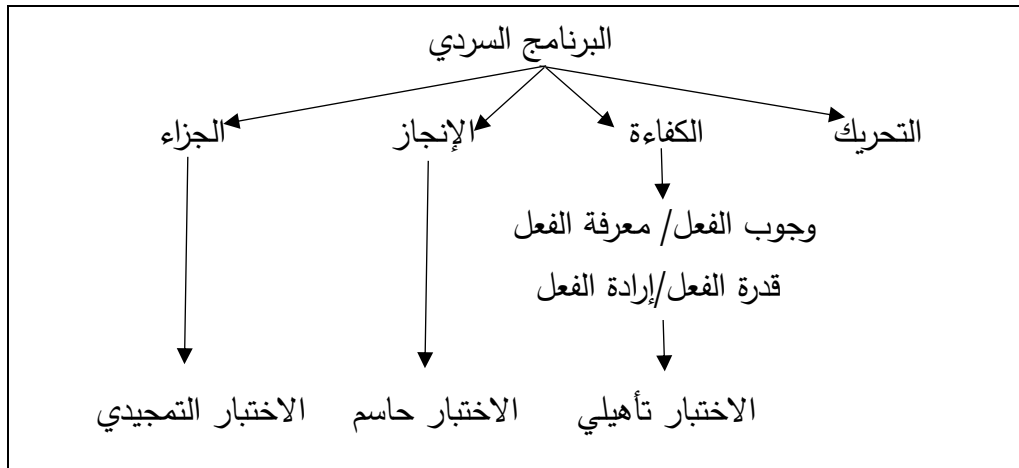 البرنامج السردي
التحريك الكفاءة الإنجاز الجزاء
وجوب الفعل/ معرفة الفعل
قدرة الفعل/إرادة الفعل
الاختبار تأهيلي الاختبار حاسم الاختبار التمجيدي